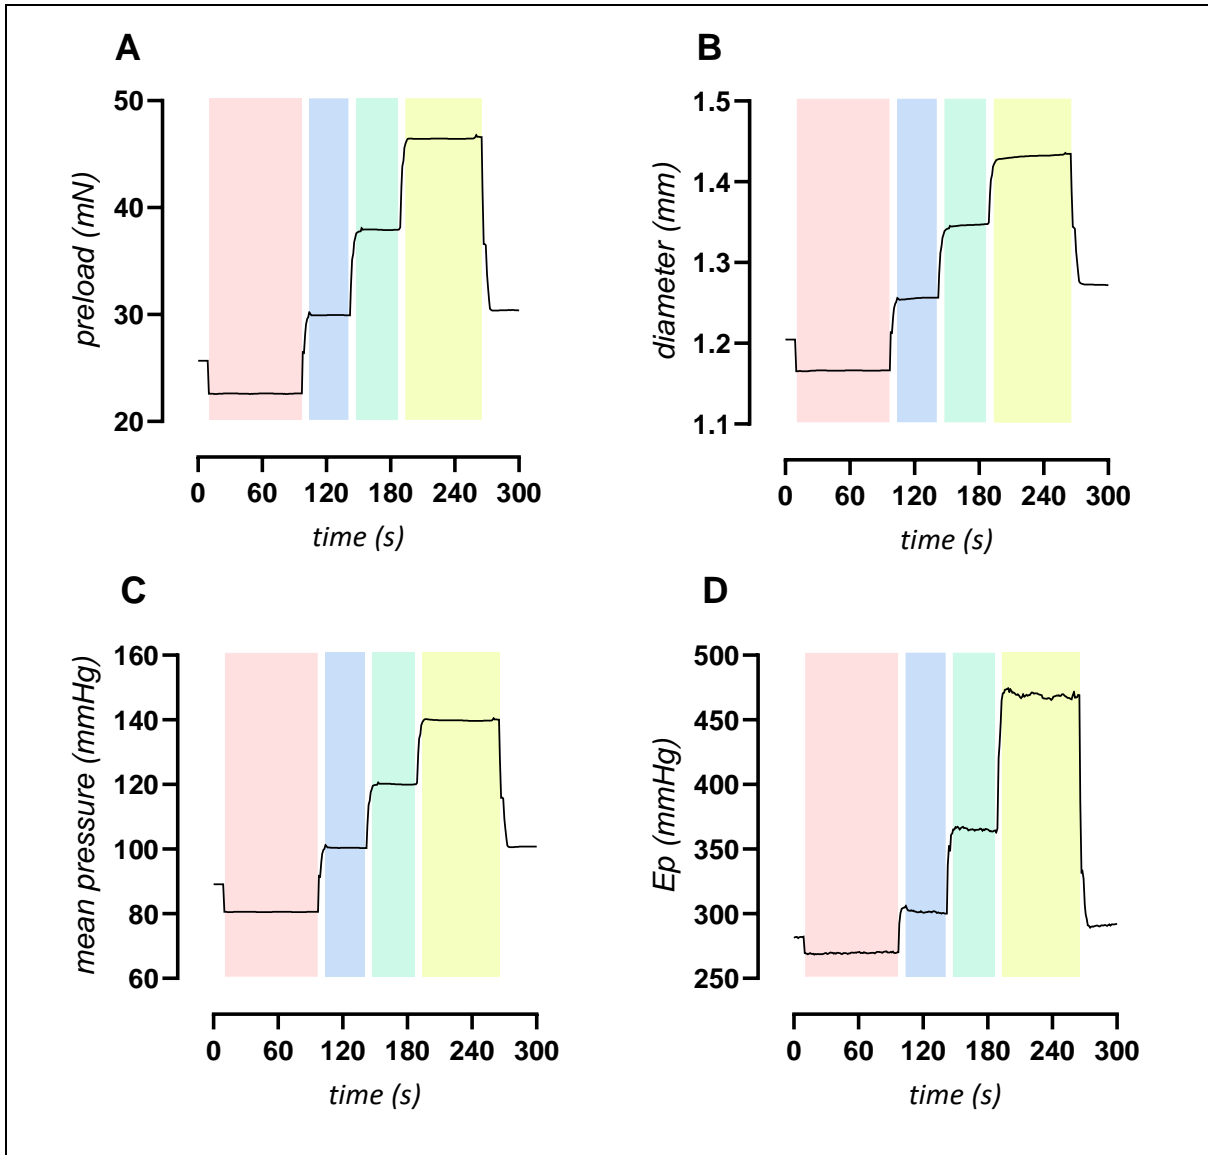 A
preload (mN)
50
40
30
20
0 60 120 180 240 300
time (s)
B
diameter (mm)
1.5
1.4
1.3
1.2
1.1
0 60 120 180 240 300
time (s)
C
mean pressure (mmHg)
160
140
120
100
80
60
0 60 120 180 240 300
time (s)
D
Ep (mmHg)
500
450
400
350
300
250
0 60 120 180 240 300
time (s)